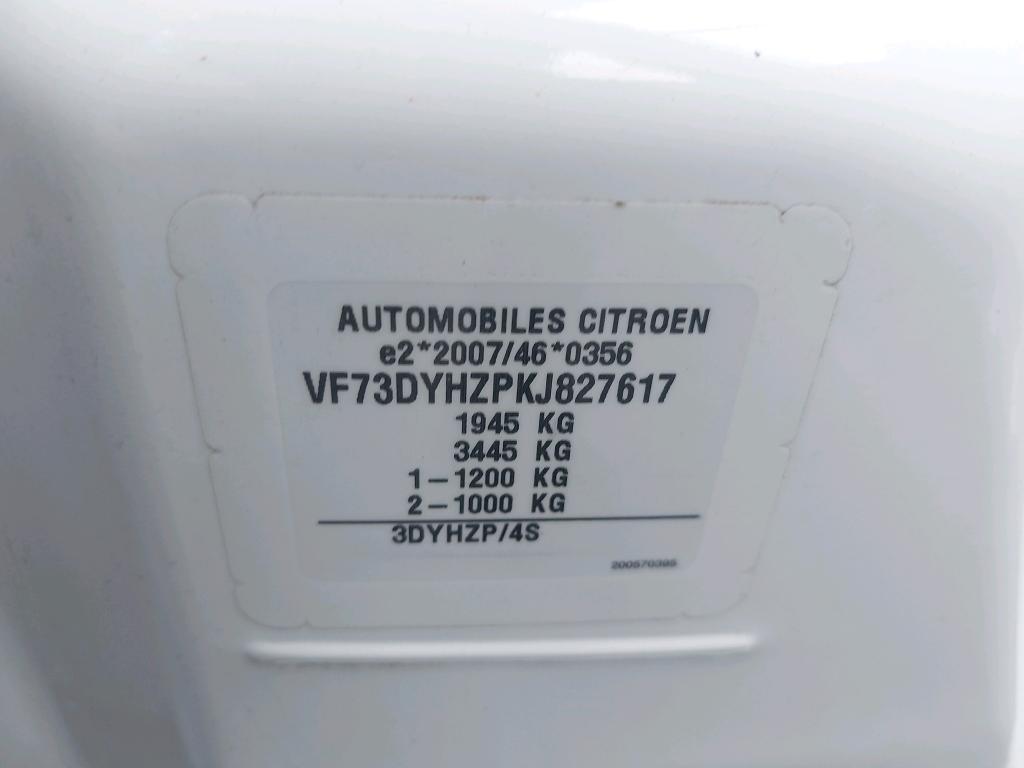 AUTOMOBILES CITROEN
e2*2007/46*0356
VF73DYHZPKJ827617
1945 KG
3445 KG
1-1200 KG
2-1000 KG
3DYHZP/4S
200570395